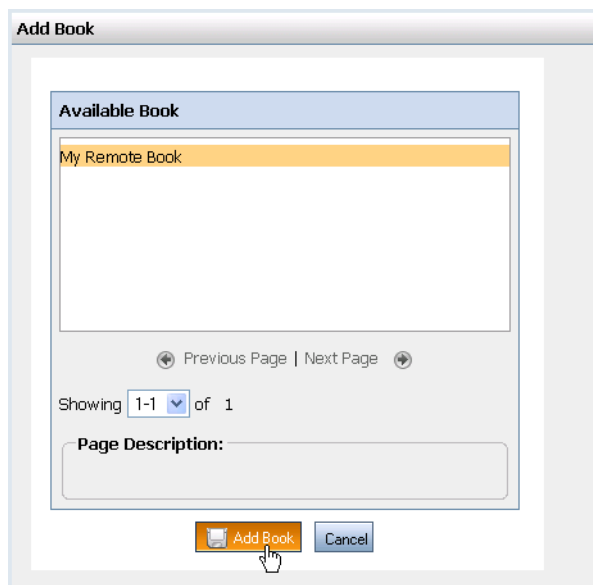 Add Book
Available Book
My Remote Book
Previous Page | Next Page
Showing 1-1 of 1
Page Description:
Add Book Cancel